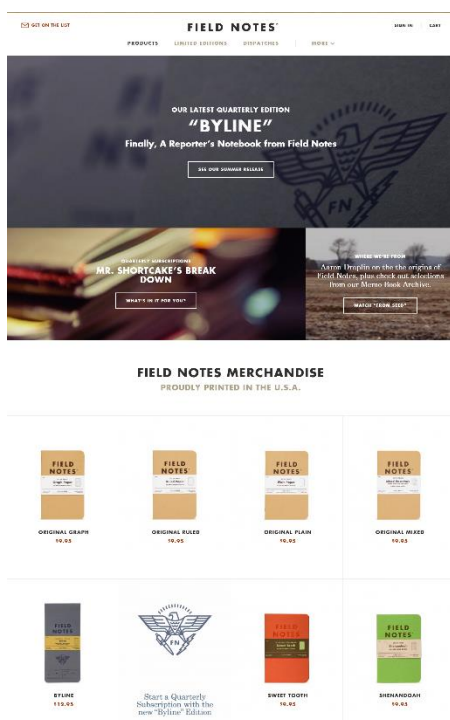 GET ON THE LIST
FIELD NOTES
SIGN IN
CART
PRODUCTS
LIMITED EDITIONS
DISPATCHES
MORE
OUR LATEST QUARTERLY EDITION
“BYLINE”
Finally, A Reporter’s Notebook from Field Notes
SEE OUR SUMMER RELEASE
FN
QUARTERLY SUBSCRIPTIONS
MR. SHORTCAKE’S BREAK
DOWN
WHAT’S IN IT FOR YOU?
WHERE WE’RE FROM
Aaron Draplin on the the origins of
Field Notes, plus check out selections
from our Memo Book Archive.
WATCH “FROM SEED”
FIELD NOTES MERCHANDISE
PROUDLY PRINTED IN THE U.S.A.
FIELD
NOTES
FIELD
NOTES
FIELD
NOTES
FIELD
NOTES
ORIGINAL GRAPH
$9.95
ORIGINAL RULED
$9.95
ORIGINAL PLAIN
$9.95
ORIGINAL MIXED
$9.95
FIELD
NOTES
FN
FIELD
NOTES
FIELD
NOTES
BYLINE
$12.95
Start a Quarterly
Subscription with the
new “Byline” Edition
SWEET TOOTH
$9.95
SHENANDOAH
$9.95